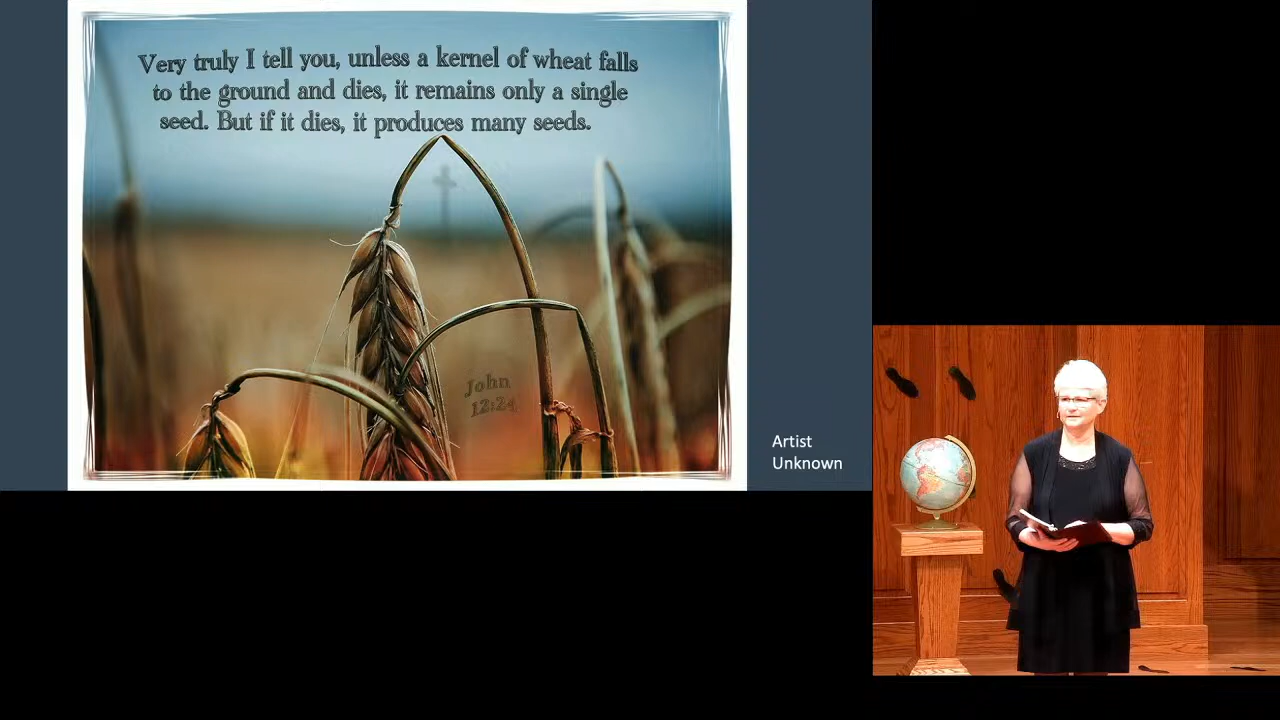 Very truly I tell you, unless a kernel of wheat falls
to the ground and dies, it remains only a single
seed. But if it dies, it produces many seeds.
John
12:24
Artist
Unknown